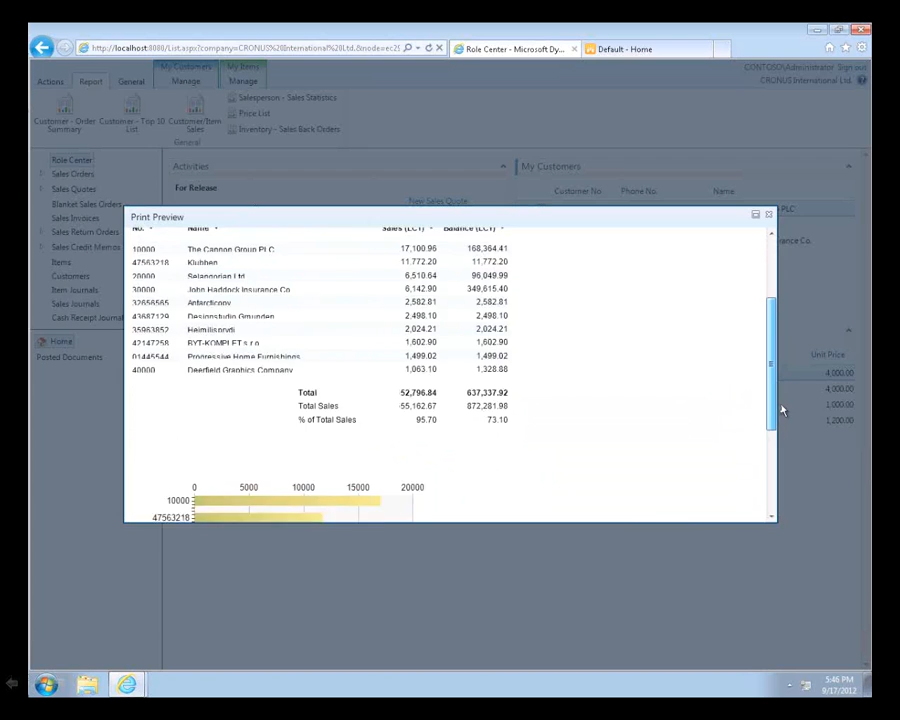 http://localhost:8080/List.aspx?company=CRONUS%20International%20Ltd.&node=ec2
Role Center - Microsoft Dy...
Default - Home
My Customers
My Items
CONTOSO\Administrator Sign out
Actions
Report
General
Manage
Manage
CRONUS International Ltd.
Customer - Order Summary
Customer - Top 10 List
Customer/Item Sales
Salesperson - Sales Statistics
Price List
Inventory - Sales Back Orders
General
Role Center
Sales Orders
Sales Quotes
Blanket Sales Orders
Sales Invoices
Sales Return Orders
Sales Credit Memos
Items
Customers
Item Journals
Sales Journals
Cash Receipt Journals
Home
Posted Documents
Activities
My Customers
For Release
New Sales Quote
Customer No.
Phone No.
Name
PLC
ance Co.
Unit Price
4,000.00
4,000.00
1,000.00
1,200.00
Print Preview
No. Name Sales (LCY) Balance (LCY)
10000 The Cannon Group PLC 17,100.96 168,364.41
47563218 Klubben 11,772.20 11,772.20
20000 Selangorian Ltd. 6,510.64 96,049.99
30000 John Haddock Insurance Co. 6,142.90 349,615.40
32656565 Antarcticopy 2,582.81 2,582.81
43687129 Designstudio Gmunden 2,498.10 2,498.10
35963852 Heimilisprydi 2,024.21 2,024.21
42147258 BYT-KOMPLET s.r.o. 1,602.90 1,602.90
01445544 Progressive Home Furnishings 1,499.02 1,499.02
40000 Deerfield Graphics Company 1,063.10 1,328.88
Total 52,796.84 637,337.92
Total Sales 55,162.67 872,281.98
% of Total Sales 95.70 73.10
0 5000 10000 15000 20000
10000
47563218
5:46 PM
9/17/2012